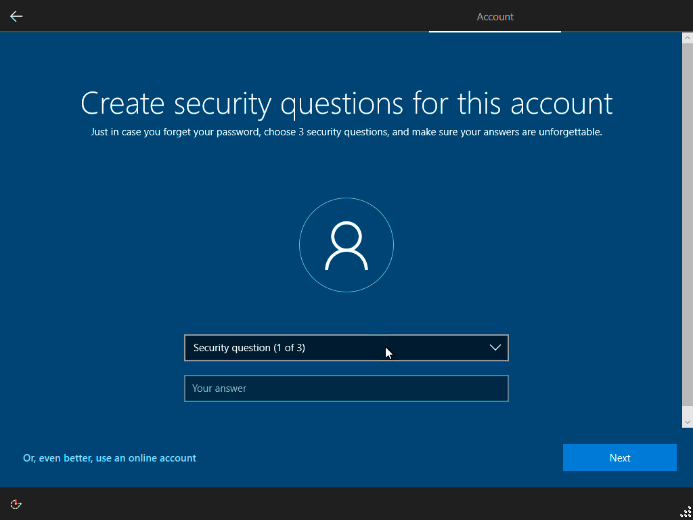 Account
Create security questions for this account
Just in case you forget your password, choose 3 security questions, and make sure your answers are unforgettable.
Security question (1 of 3)
Your answer
Or, even better, use an online account
Next